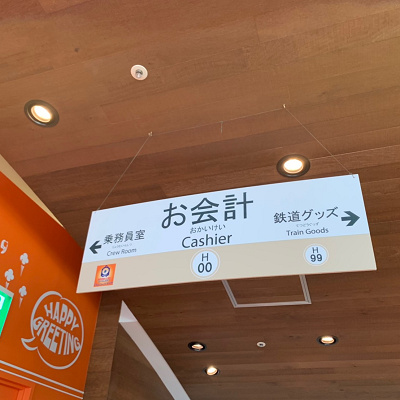 お会計
おかいけい
Cashier
乗務員室
Crew Room
鉄道グッズ
Train Goods
H
00
H
99
HAPPY
GREETING